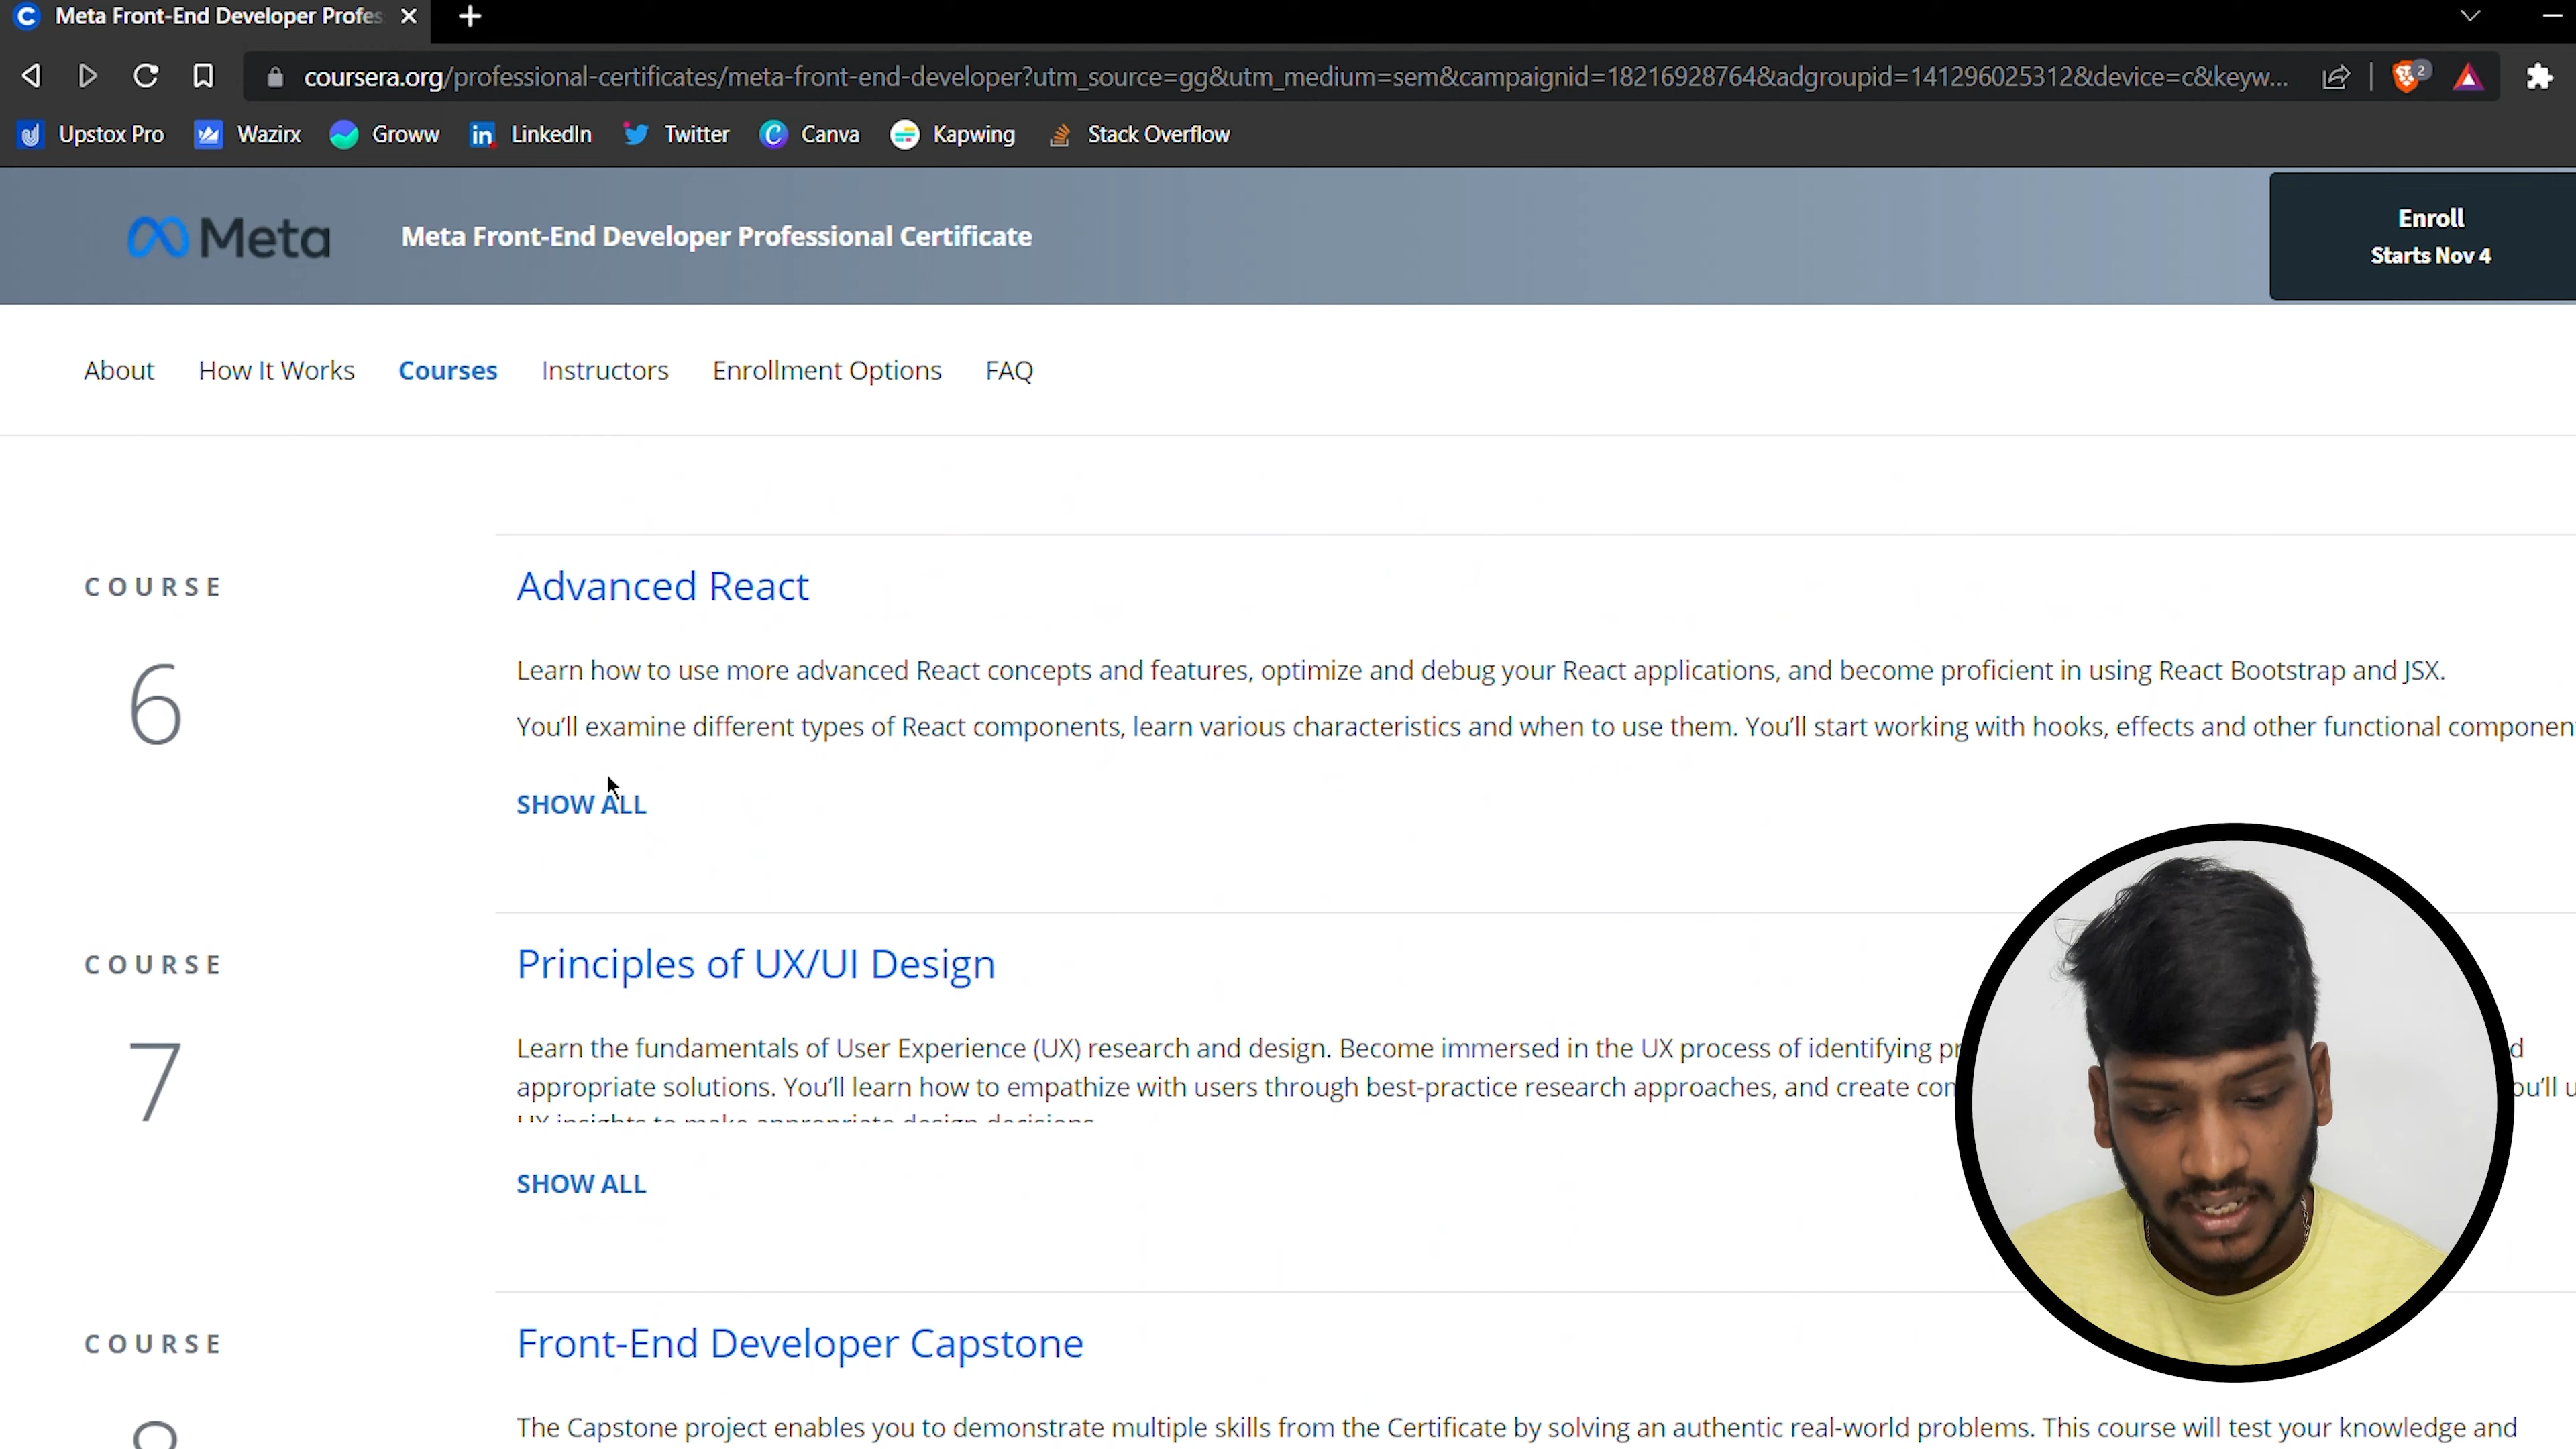 Meta Front-End Developer Profes
coursera.org/professional-certificates/meta-front-end-developer?utm_source=gg&utm_medium=sem&campaignid=18216928764&adgroupid=141296025312&device=c&keyw...
2
Upstox Pro Wazirx Groww LinkedIn Twitter Canva Kapwing Stack Overflow
Meta Meta Front-End Developer Professional Certificate
Enroll
Starts Nov 4
About How It Works Courses Instructors Enrollment Options FAQ
COURSE
6
Advanced React
Learn how to use more advanced React concepts and features, optimize and debug your React applications, and become proficient in using React Bootstrap and JSX.
You'll examine different types of React components, learn various characteristics and when to use them. You'll start working with hooks, effects and other functional componen
SHOW ALL
COURSE
7
Principles of UX/UI Design
Learn the fundamentals of User Experience (UX) research and design. Become immersed in the UX process of identifying
appropriate solutions. You'll learn how to empathize with users through best-practice research approaches, and create
UX insights to make appropriate design decisions
SHOW ALL
COURSE
8
Front-End Developer Capstone
The Capstone project enables you to demonstrate multiple skills from the Certificate by solving an authentic real-world problems. This course will test your knowledge and